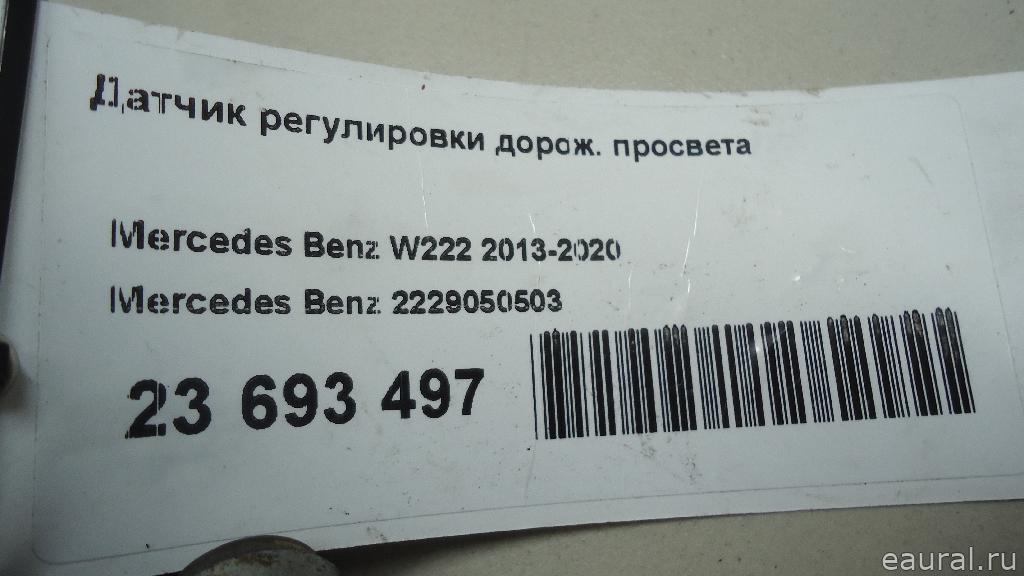 Датчик регулировки дорож. просвета
Mercedes Benz W222 2013-2020
Mercedes Benz 2229050503
23 693 497
eaural.ru